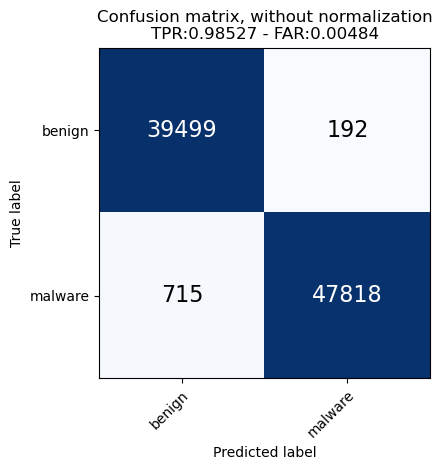 Confusion matrix, without normalization
TPR:0.98527 - FAR:0.00484
True label
benign
39499
192
malware
715
47818
benign
malware
Predicted label